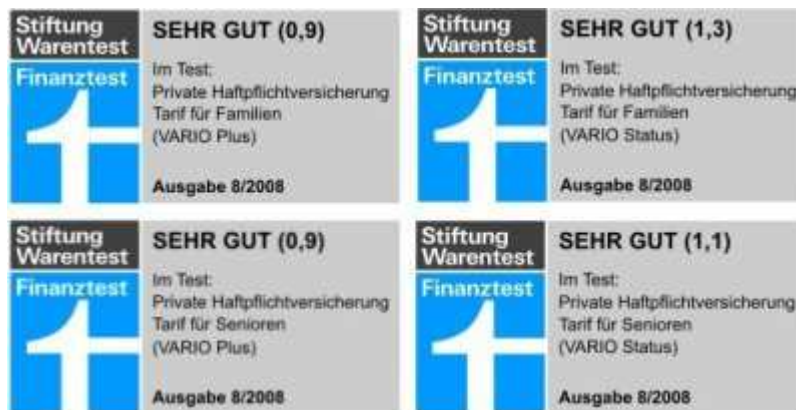 Stiftung
Warentest
Finanztest
SEHR GUT (0,9)
Im Test:
Private Haftpflichtversicherung
Tarif für Familien
(VARIO Plus)
Ausgabe 8/2008
Stiftung
Warentest
Finanztest
SEHR GUT (1,3)
Im Test:
Private Haftpflichtversicherung
Tarif für Familien
(VARIO Status)
Ausgabe 8/2008
Stiftung
Warentest
Finanztest
SEHR GUT (0,9)
Im Test:
Private Haftpflichtversicherung
Tarif für Senioren
(VARIO Plus)
Ausgabe 8/2008
Stiftung
Warentest
Finanztest
SEHR GUT (1,1)
Im Test:
Private Haftpflichtversicherung
Tarif für Senioren
(VARIO Status)
Ausgabe 8/2008